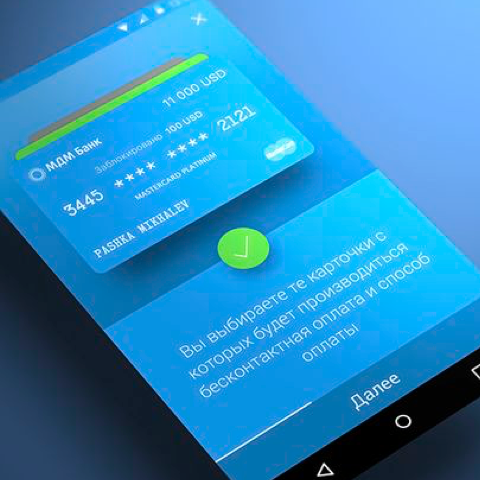 11 000 USD
МДМ Банк
Заблокировано 100 USD
3445 **** **** 2121
MASTERCARD PLATINUM
PASHKA MIKHALEV
Вы выбираете те карточки с
которых будет производиться
бесконтактная оплата и способ
оплаты
Далее